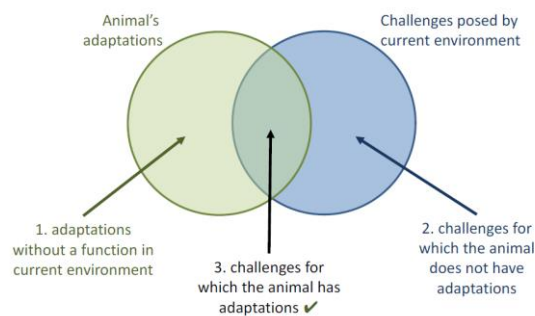 Animal's
adaptations
Challenges posed by
current environment
1. adaptations
without a function in
current environment
3. challenges for
which the animal has
adaptations ✔
2. challenges for
which the animal
does not have
adaptations